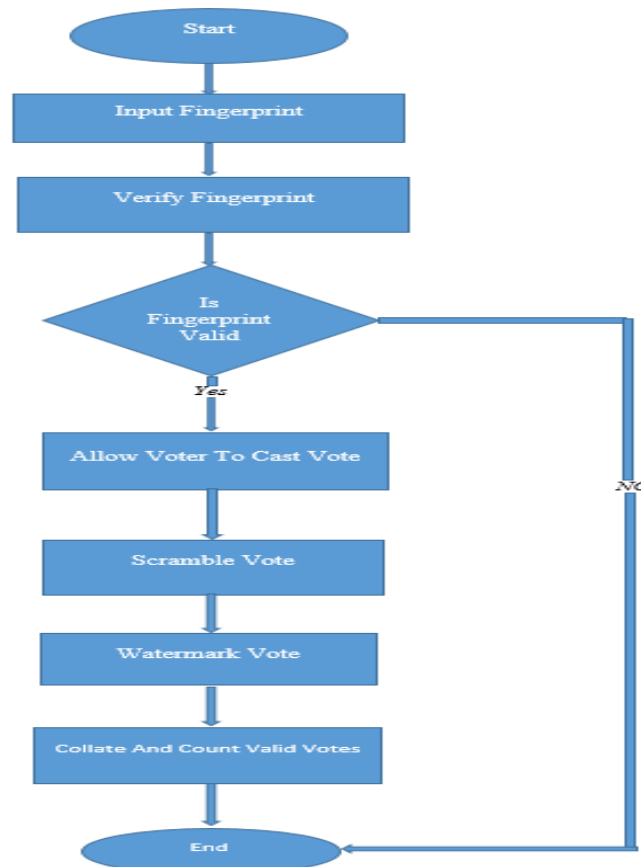 Start
Input Fingerprint
Verify Fingerprint
Is
Fingerprint
Valid
Yes
Allow Voter To Cast Vote
NO
Scramble Vote
Watermark Vote
Collate And Count Valid Votes
End